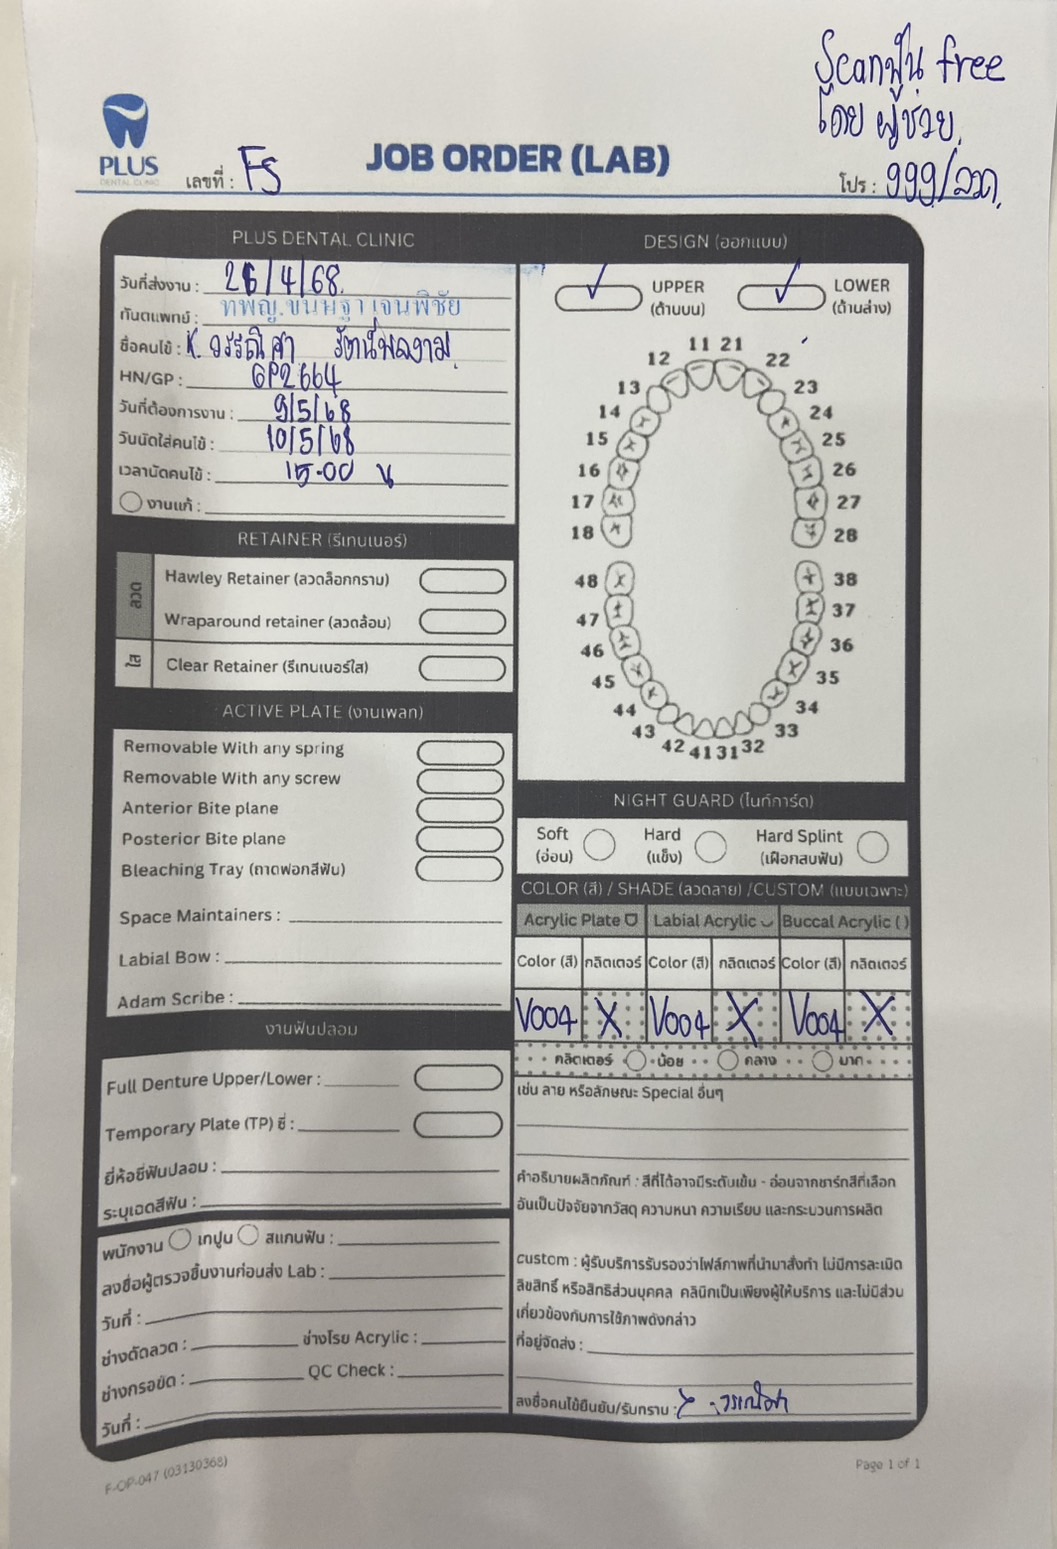 Scanฟัน free
โดย ผู้ช่วย
PLUS
DENTAL CLINIC
เลขที่ : FS
JOB ORDER (LAB)
โปร : 999/ลวด
PLUS DENTAL CLINIC
วันที่ส่งงาน : 26/4/68
ทันตแพทย์ : ทพญ.ขนิษฐา เจนพิชัย
ชื่อคนไข้ : K. วรรณิศา
HN/GP : GP2664
วันที่ต้องการงาน : 9/5/68
วันนัดใส่คนไข้ : 10/5/68
เวลานัดคนไข้ : 15.00 น
งานแก้ :
RETAINER (รีเทนเนอร์)
ลวด
Hawley Retainer (ลวดล็อกกราม)
Wraparound retainer (ลวดล้อม)
ใส
Clear Retainer (รีเทนเนอร์ใส)
ACTIVE PLATE (งานเพลท)
Removable With any spring
Removable With any screw
Anterior Bite plane
Posterior Bite plane
Bleaching Tray (ถาดฟอกสีฟัน)
Space Maintainers :
Labial Bow :
Adam Scribe :
งานฟันปลอม
Full Denture Upper/Lower :
Temporary Plate (TP) ซี่ :
ยี่ห้อซี่ฟันปลอม :
ระบุเฉดสีฟัน :
พนักงาน เทปูน สแกนฟัน :
ลงชื่อผู้ตรวจชิ้นงานก่อนส่ง Lab :
วันที่ :
ช่างดัดลวด : ช่างโรย Acrylic :
ช่างกรอขัด : QC Check :
วันที่ :
DESIGN (ออกแบบ)
UPPER LOWER
(ด้านบน) (ด้านล่าง)
11 21
12 22
13 23
14 24
15 25
16 26
17 27
18 28
48 38
47 37
46 36
45 35
44 34
43 33
42 41 31 32
NIGHT GUARD (ไนท์การ์ด)
Soft Hard Hard Splint
(อ่อน) (แข็ง) (เฝือกสบฟัน)
COLOR (สี) / SHADE (ลวดลาย) /CUSTOM (แบบเฉพาะ)
Acrylic Plate Labial Acrylic Buccal Acrylic ( )
Color (สี) กลิตเตอร์ Color (สี) กลิตเตอร์ Color (สี) กลิตเตอร์
V004 X V004 X V004 X
กลิตเตอร์ น้อย กลาง มาก
เช่น ลาย หรือลักษณะ Special อื่นๆ
คำอธิบายผลิตภัณฑ์ : สีที่ได้อาจมีระดับเข้ม - อ่อนจากชาร์ทสีที่เลือก
อันเป็นปัจจัยจากวัสดุ ความหนา ความเรียบ และกระบวนการผลิต
custom : ผู้รับบริการรับรองว่าไฟล์ภาพที่นำมาสั่งทำ ไม่มีการละเมิด
ลิขสิทธิ์ หรือสิทธิส่วนบุคคล คลินิกเป็นเพียงผู้ให้บริการ และไม่มีส่วน
เกี่ยวข้องกับการใช้ภาพดังกล่าว
ที่อยู่จัดส่ง :
ลงชื่อคนไข้ยืนยัน/รับทราบ :
F-OP-047 (03130368)
Page 1 of 1